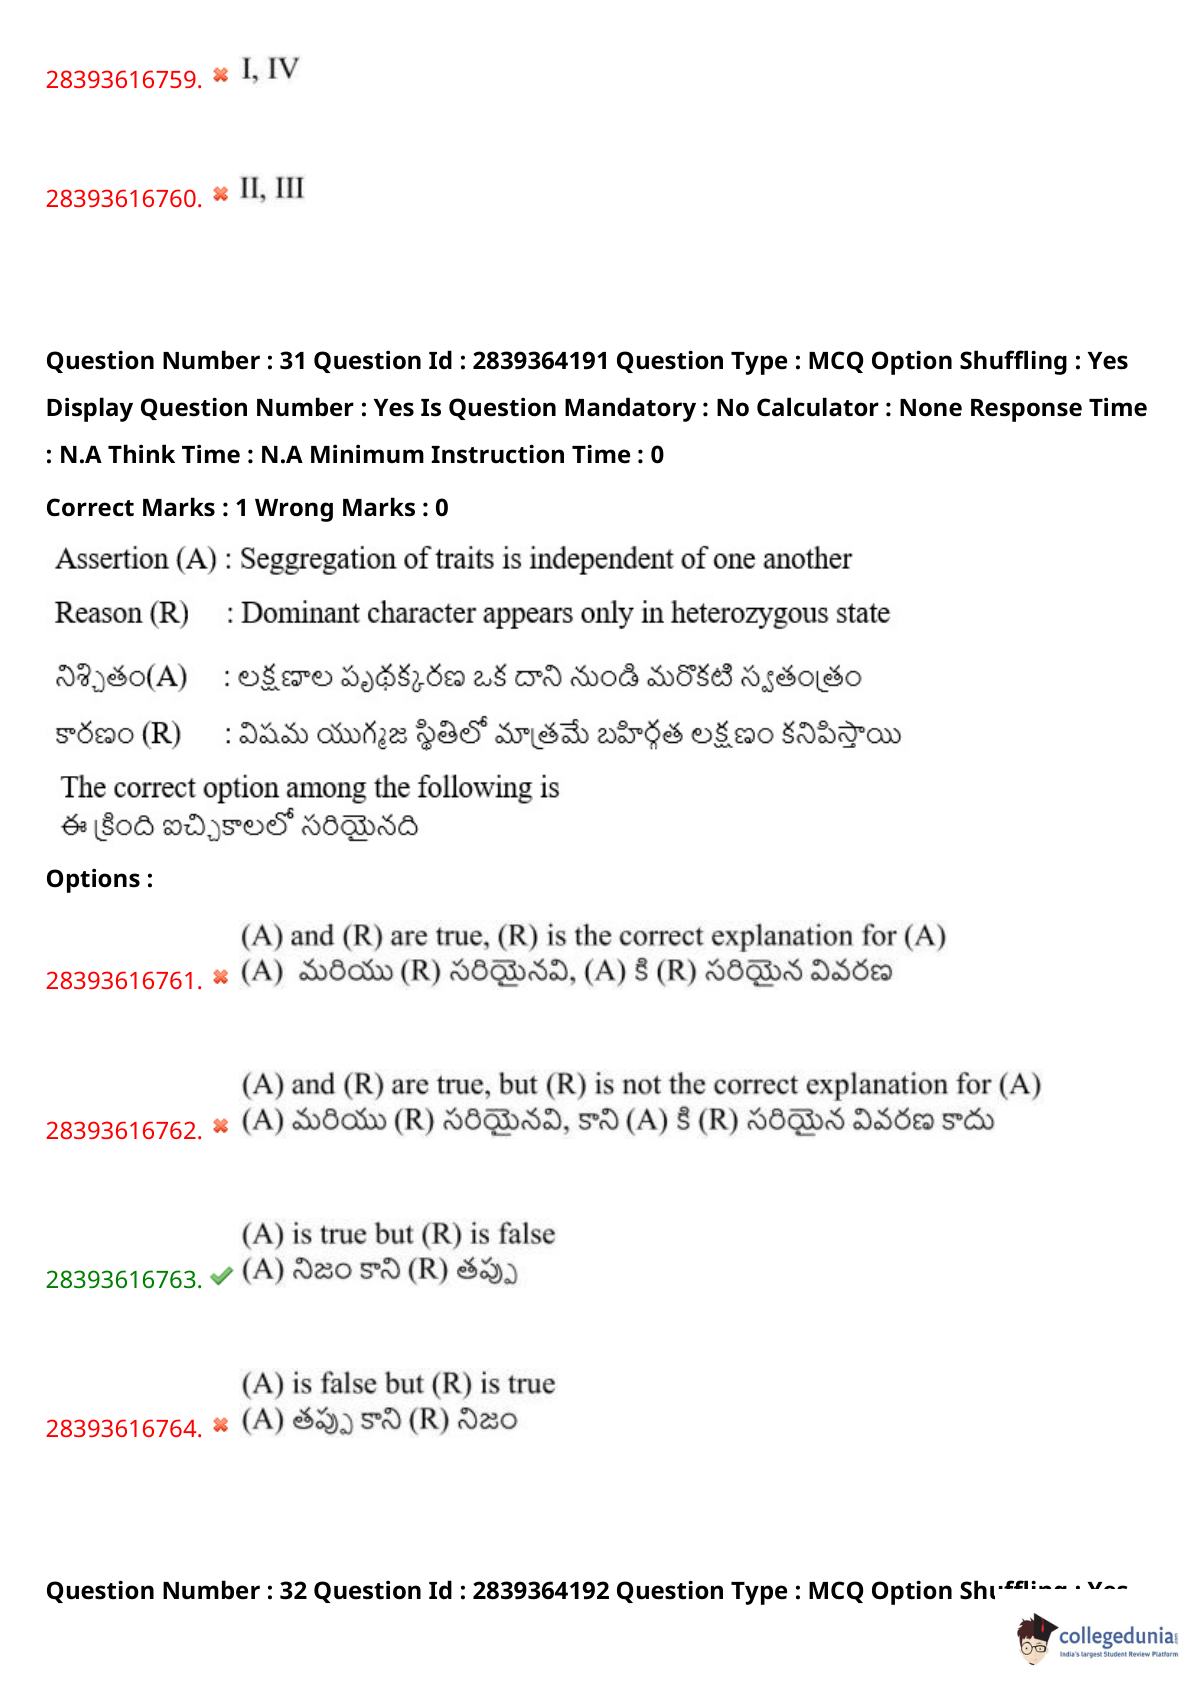 28393616759. I, IV
28393616760. II, III
Question Number : 31 Question Id : 2839364191 Question Type : MCQ Option Shuffling : Yes
Display Question Number : Yes Is Question Mandatory : No Calculator : None Response Time
: N.A Think Time : N.A Minimum Instruction Time : 0
Correct Marks : 1 Wrong Marks : 0
Assertion (A) : Seggregation of traits is independent of one another
Reason (R) : Dominant character appears only in heterozygous state
నిశ్చితం(A) : లక్షణాల పృథక్కరణ ఒక దాని నుండి మరొకటి స్వతంత్రం
కారణం (R) : విషమ యుగ్మజ స్థితిలో మాత్రమే బహిర్గత లక్షణం కనిపిస్తాయి
The correct option among the following is
ఈ క్రింది ఐచ్చికాలలో సరియైనది
Options :
(A) and (R) are true, (R) is the correct explanation for (A)
28393616761. (A) మరియు (R) సరియైనవి, (A) కి (R) సరియైన వివరణ
(A) and (R) are true, but (R) is not the correct explanation for (A)
28393616762. (A) మరియు (R) సరియైనవి, కాని (A) కి (R) సరియైన వివరణ కాదు
(A) is true but (R) is false
28393616763. (A) నిజం కాని (R) తప్పు
(A) is false but (R) is true
28393616764. (A) తప్పు కాని (R) నిజం
Question Number : 32 Question Id : 2839364192 Question Type : MCQ Option Shuffling : Yes
collegedunia
India's largest Student Review Platform